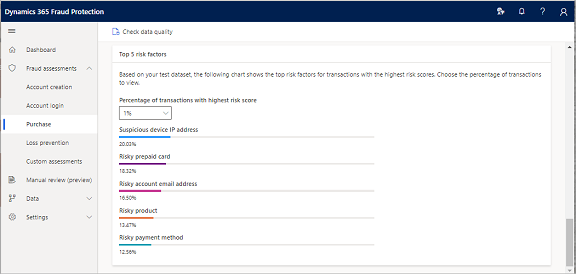 Dynamics 365 Fraud Protection
Check data quality
Dashboard
Fraud assessments
Account creation
Account login
Purchase
Loss prevention
Custom assessments
Manual review (preview)
Data
Settings
Top 5 risk factors
Based on your test dataset, the following chart shows the top risk factors for transactions with the highest risk scores. Choose the percentage of transactions
to view.
Percentage of transactions with highest risk score
1%
Suspicious device IP address
20.03%
Risky prepaid card
18.32%
Risky account email address
16.50%
Risky product
13.47%
Risky payment method
12.56%